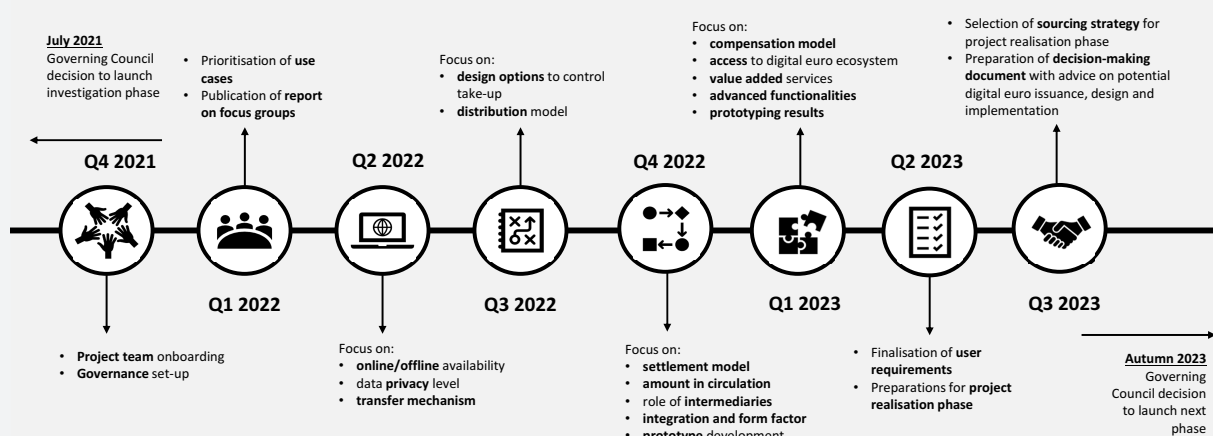 July 2021
Governing Council
decision to launch
investigation phase
• Prioritisation of use
cases
• Publication of report
on focus groups
Focus on:
• design options to control
take-up
• distribution model
Focus on:
• compensation model
• access to digital euro ecosystem
• value added services
• advanced functionalities
• prototyping results
• Selection of sourcing strategy for
project realisation phase
• Preparation of decision-making
document with advice on potential
digital euro issuance, design and
implementation
Q4 2021
Q2 2022
Q4 2022
Q2 2023
Q1 2022
Q3 2022
Q1 2023
Q3 2023
• Project team onboarding
• Governance set-up
Focus on:
• online/offline availability
• data privacy level
• transfer mechanism
Focus on:
• settlement model
• amount in circulation
• role of intermediaries
• integration and form factor
• prototype development
• Finalisation of user
requirements
• Preparations for project
realisation phase
Autumn 2023
Governing
Council decision
to launch next
phase